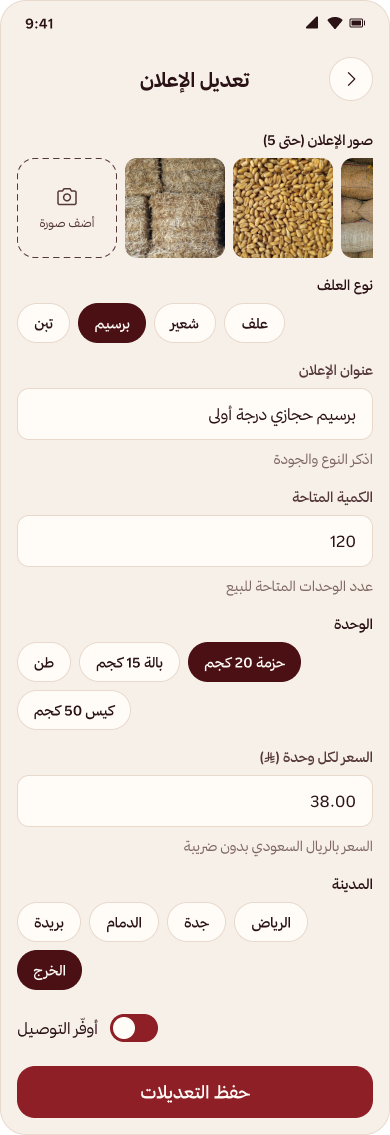 9:41
تعديل الإعلان
صور الإعلان (حتى 5)
أضف صورة
نوع العلف
علف شعير برسيم تبن
عنوان الإعلان
برسيم حجازي درجة أولى
اذكر النوع والجودة
الكمية المتاحة
120
عدد الوحدات المتاحة للبيع
الوحدة
حزمة 20 كجم بالة 15 كجم طن
كيس 50 كجم
السعر لكل وحدة (⃁)
38.00
السعر بالريال السعودي بدون ضريبة
المدينة
الرياض جدة الدمام بريدة
الخرج
أوفّر التوصيل
حفظ التعديلات